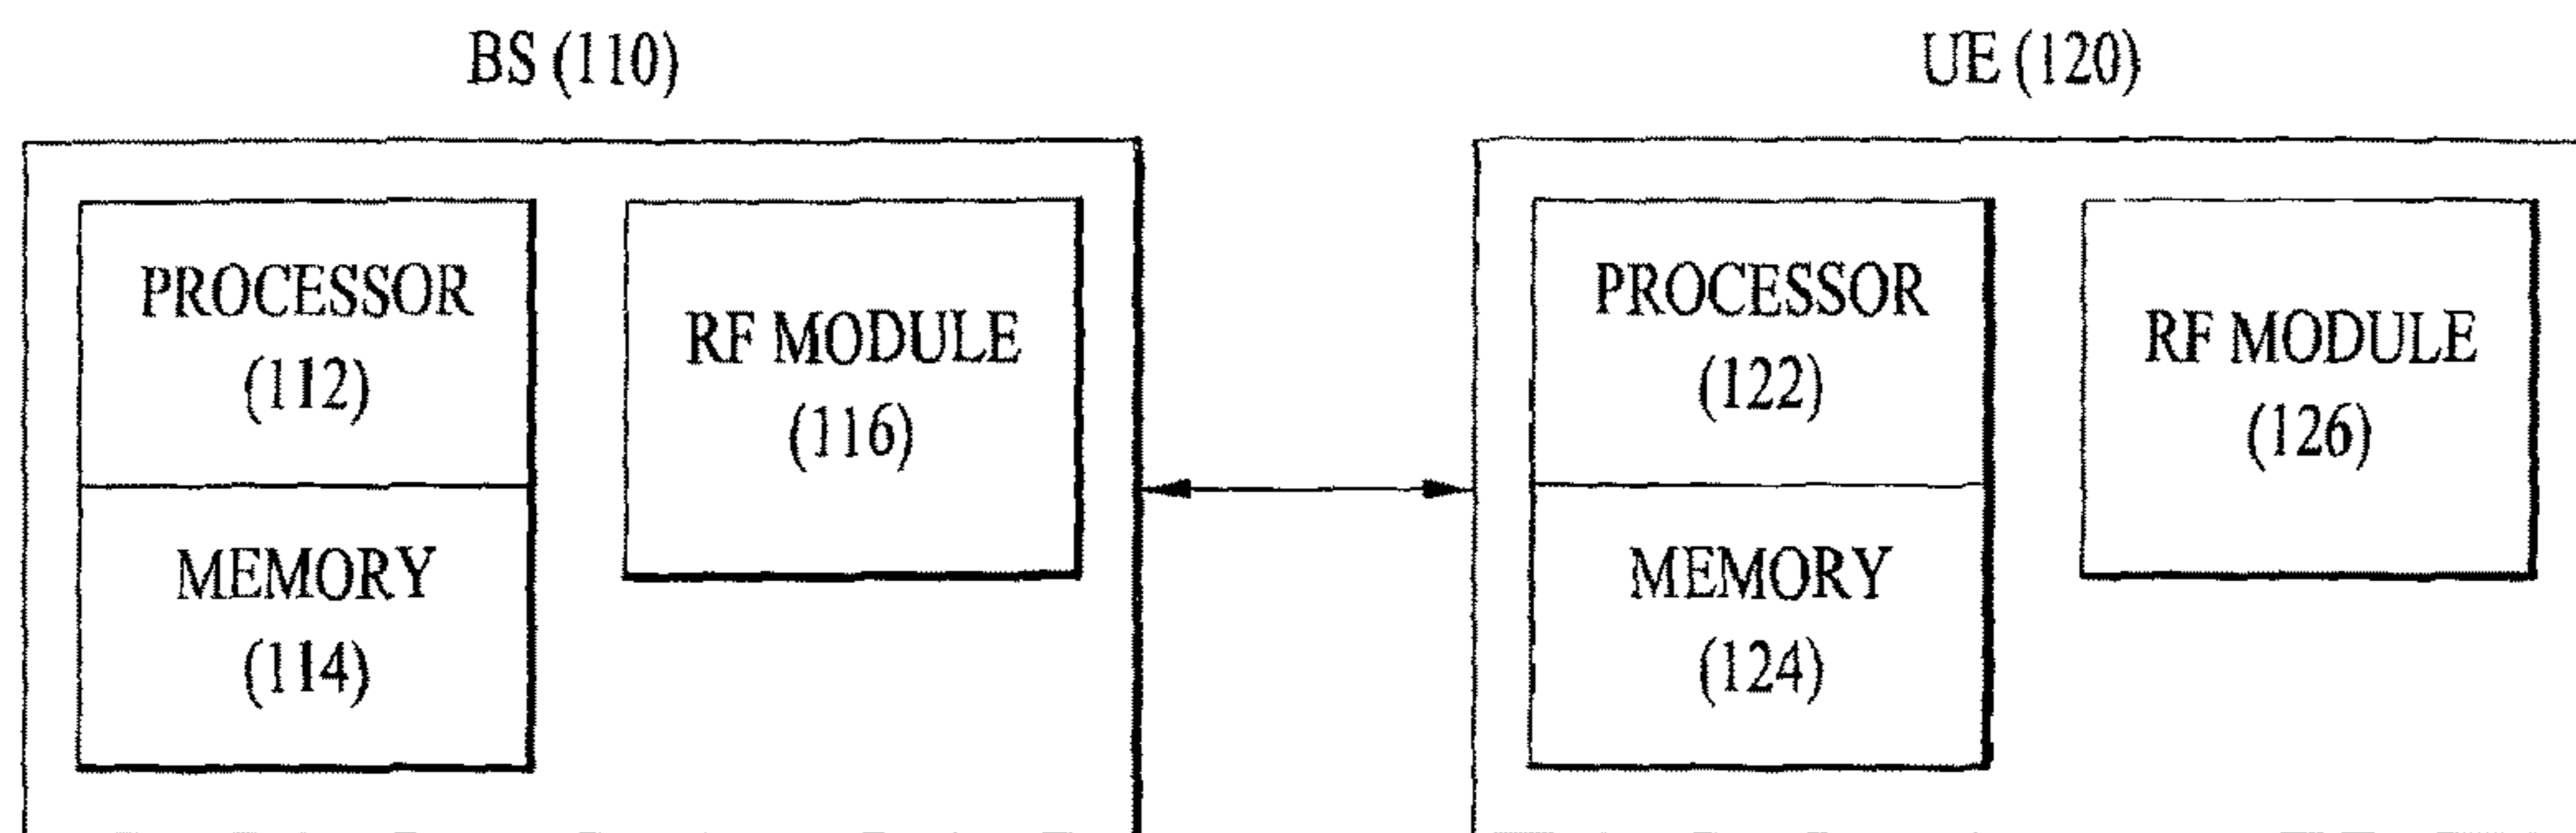 BS (110)
UE (120)
PROCESSOR
(112)
MEMORY
(114)
RF MODULE
(116)
PROCESSOR
(122)
MEMORY
(124)
RF MODULE
(126)